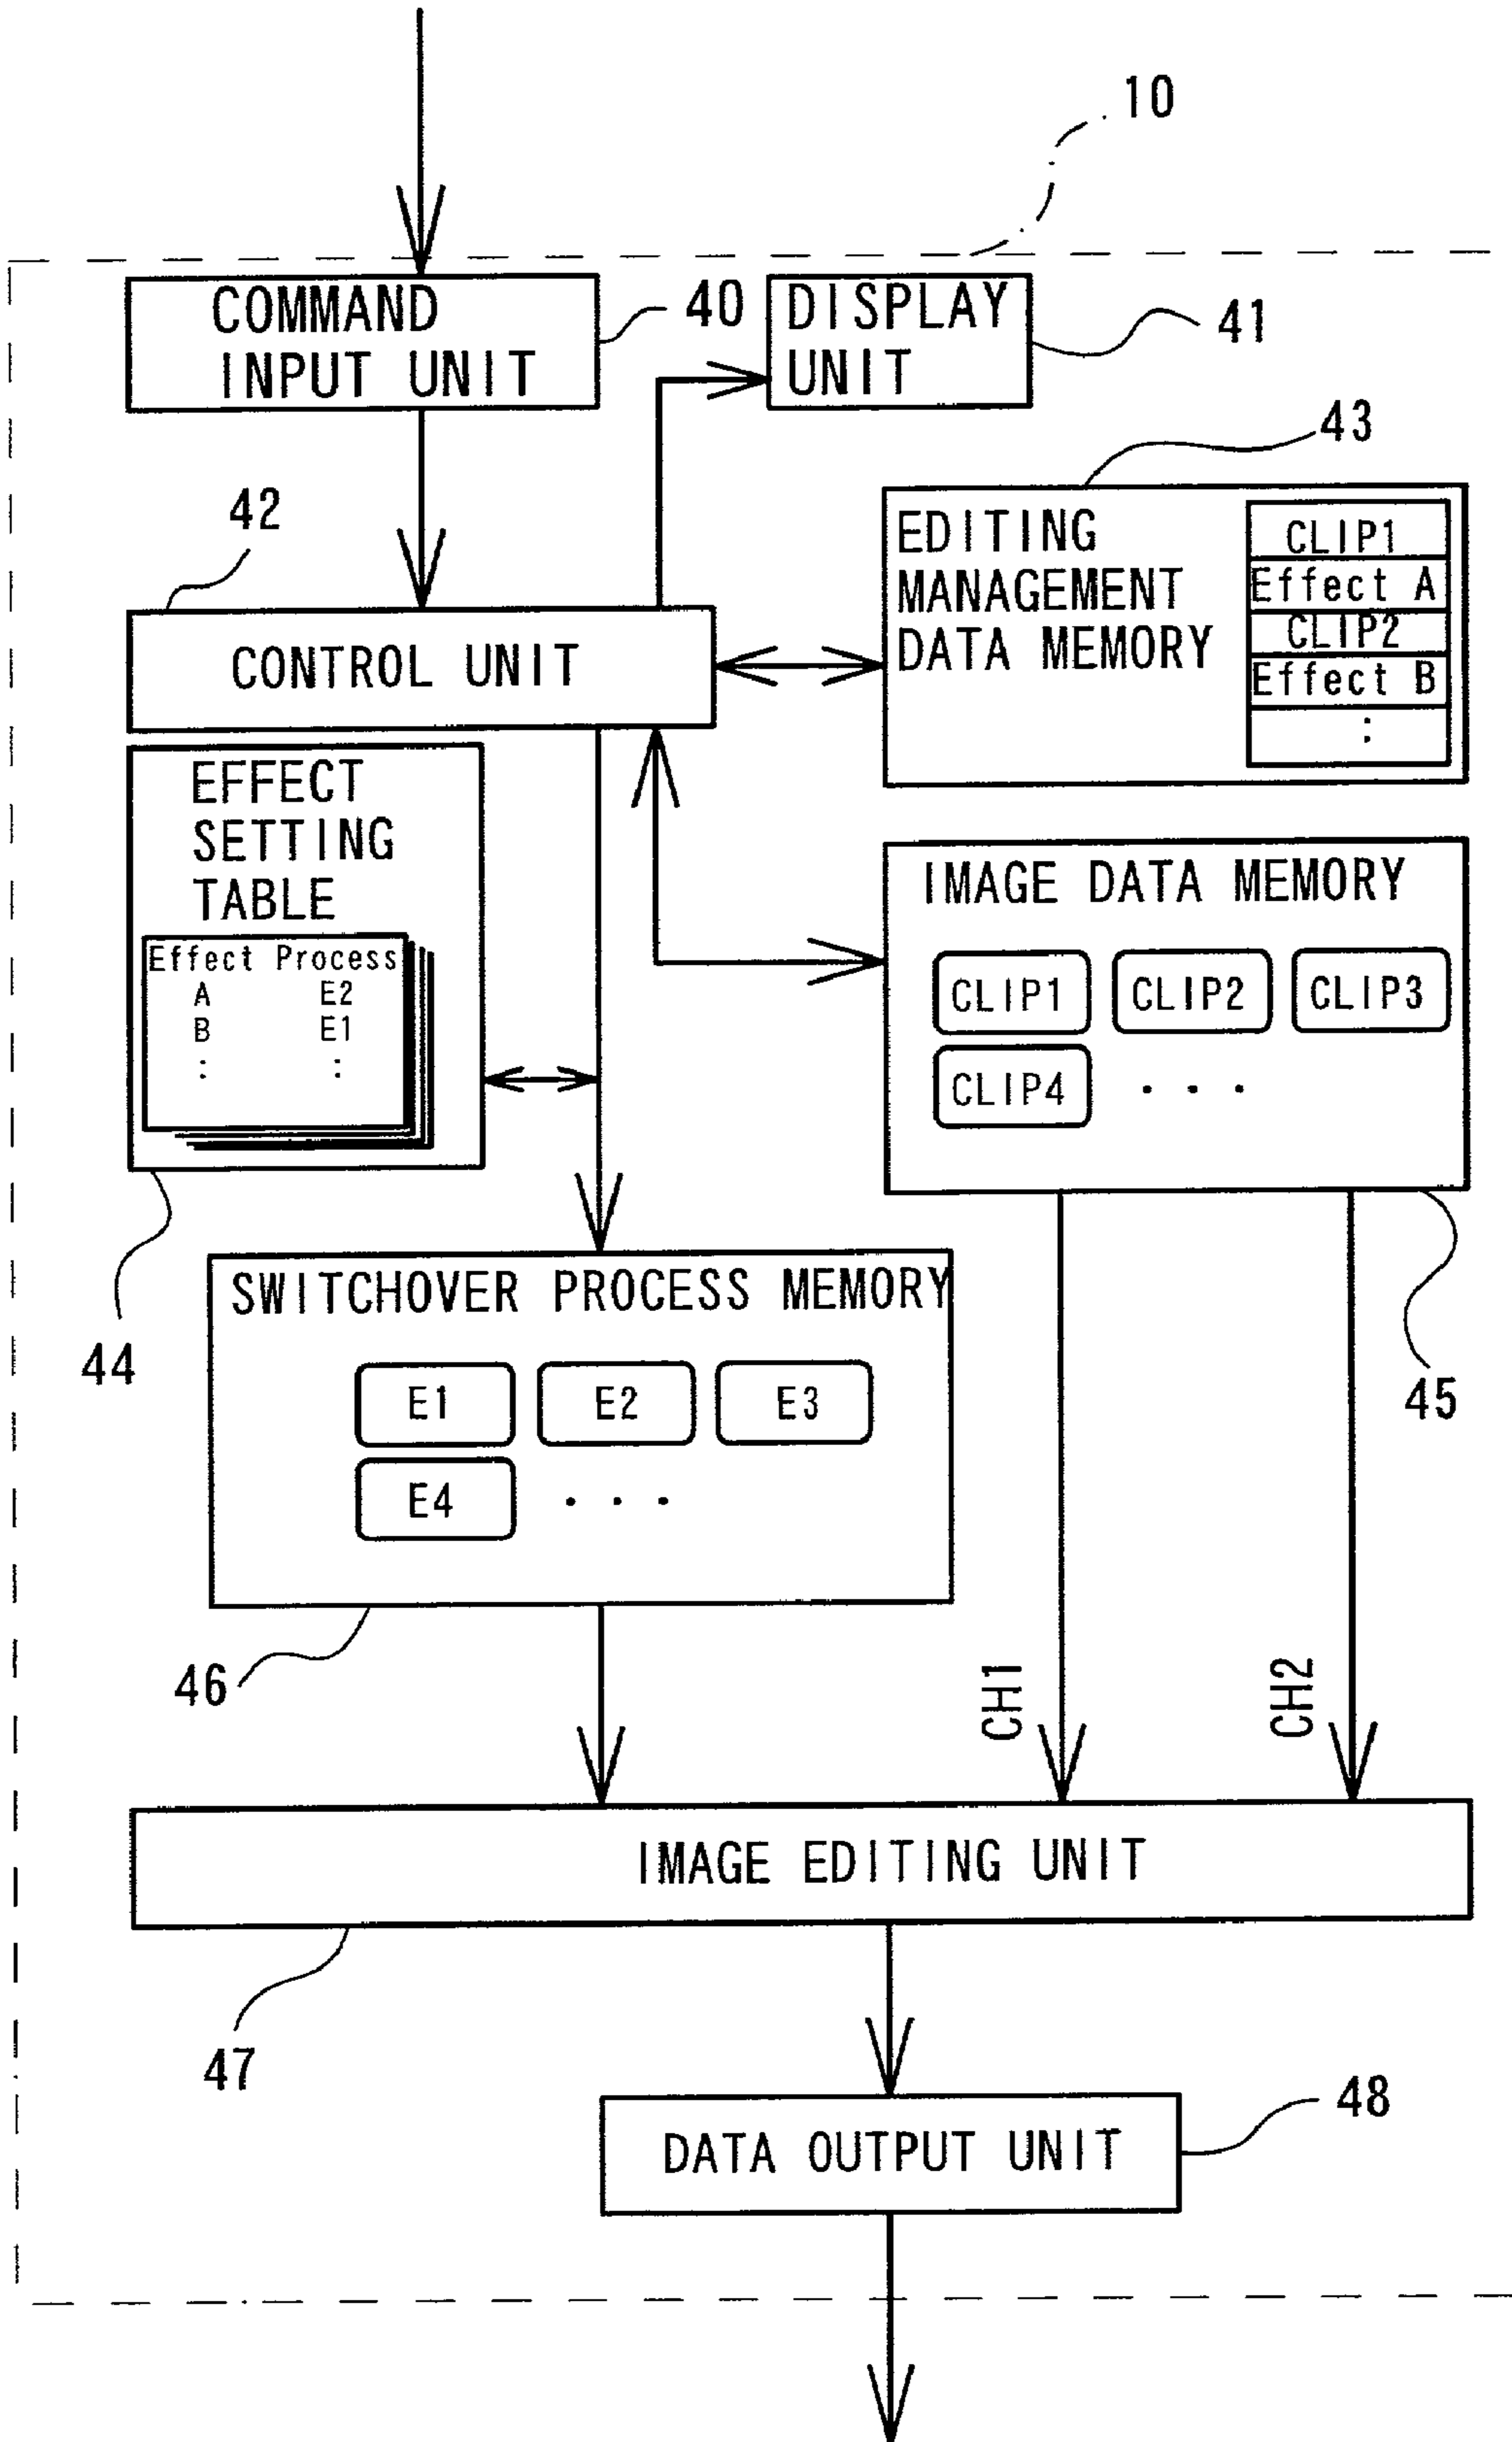 10
COMMAND
INPUT UNIT
40
DISPLAY
UNIT
41
42
CONTROL UNIT
43
EDITING
MANAGEMENT
DATA MEMORY
CLIP1
Effect A
CLIP2
Effect B
:
EFFECT
SETTING
TABLE
Effect Process
A E2
B E1
: :
44
IMAGE DATA MEMORY
CLIP1 CLIP2 CLIP3
CLIP4 . . .
45
SWITCHOVER PROCESS MEMORY
E1 E2 E3
E4 . . .
46
CH1
CH2
IMAGE EDITING UNIT
47
DATA OUTPUT UNIT
48